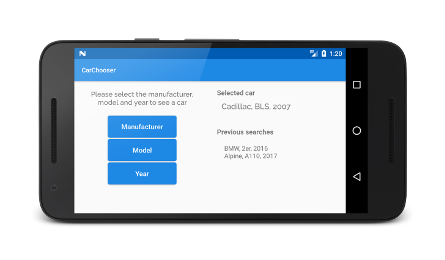 1:20
CarChooser
Please select the manufacturer,
model and year to see a car
Manufacturer
Model
Year
Selected car
Cadillac, BLS, 2007
Previous searches
BMW, 2er, 2016
Alpine, A110, 2017